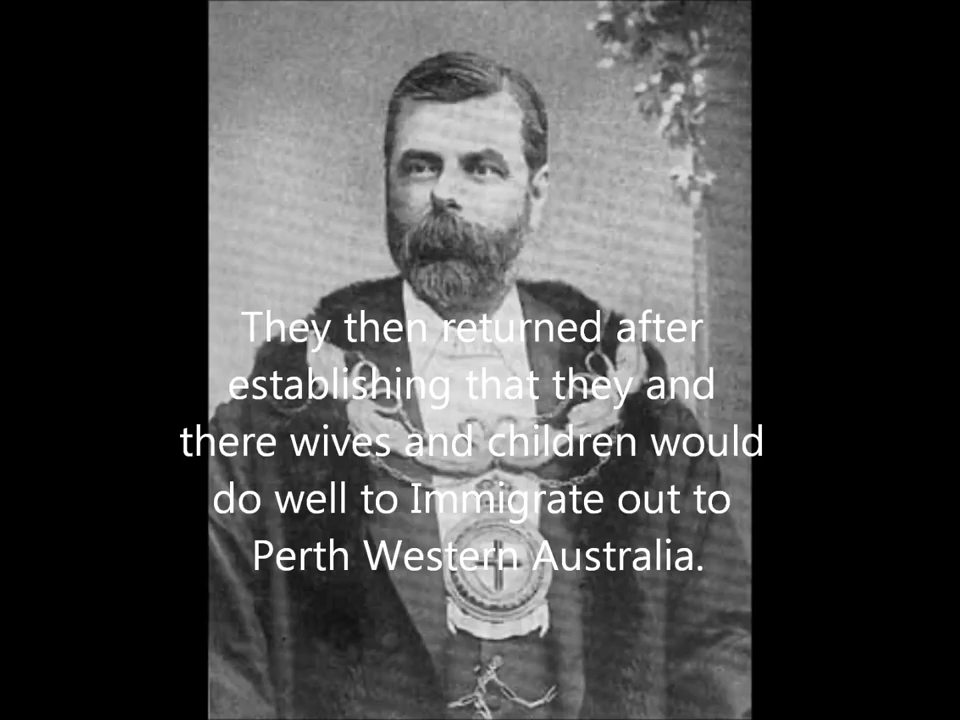 They then returned after
establishing that they and
there wives and children would
do well to Immigrate out to
Perth Western Australia.